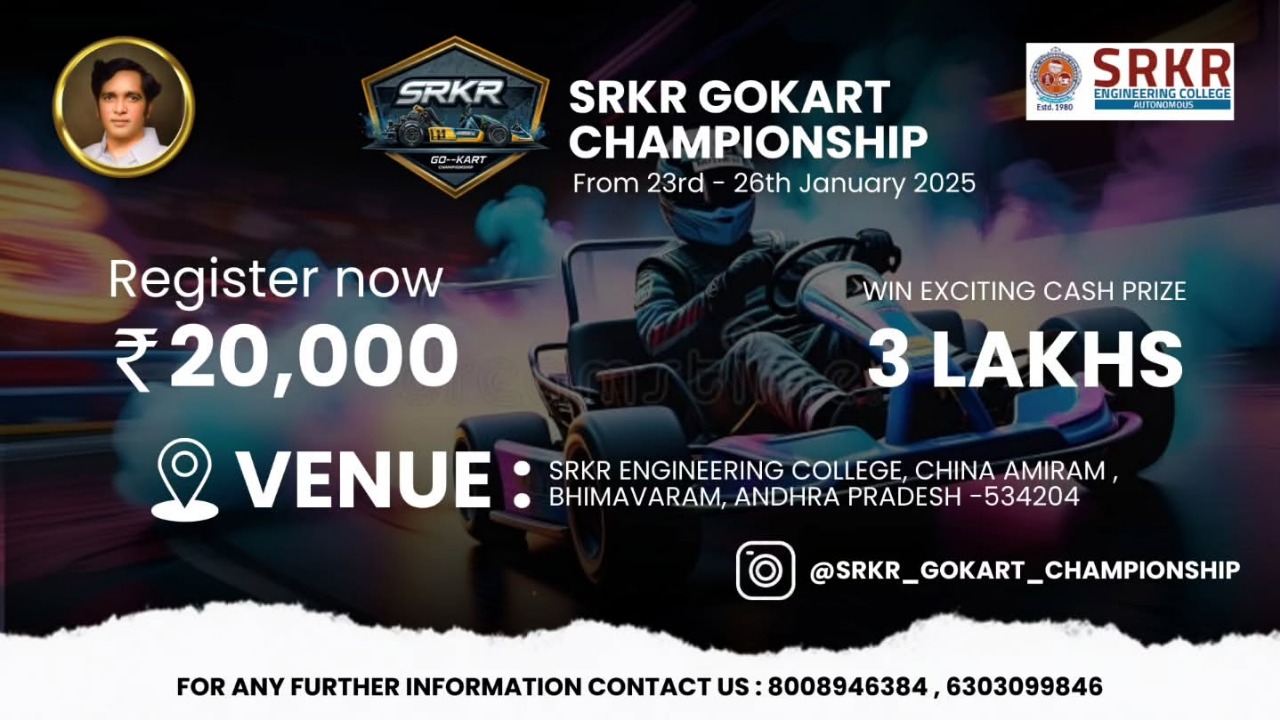 SRKR
GO--KART
CHAMPIONSHIP
SRKR GOKART
CHAMPIONSHIP
From 23rd - 26th January 2025
Estd. 1980
SRKR
ENGINEERING COLLEGE
AUTONOMOUS
Register now
₹ 20,000
WIN EXCITING CASH PRIZE
3 LAKHS
VENUE :
SRKR ENGINEERING COLLEGE, CHINA AMIRAM ,
BHIMAVARAM, ANDHRA PRADESH -534204
@SRKR_GOKART_CHAMPIONSHIP
FOR ANY FURTHER INFORMATION CONTACT US : 8008946384 , 6303099846